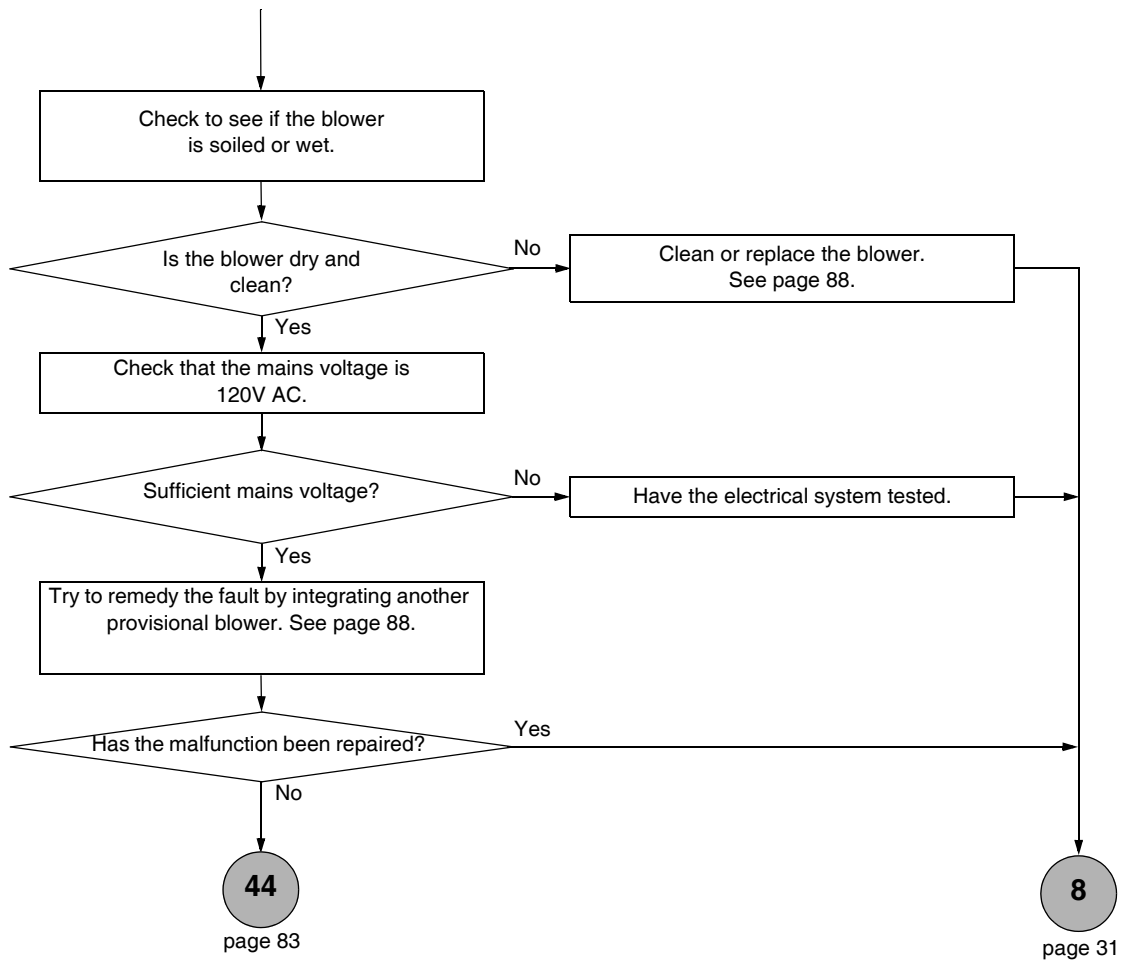 Check to see if the blower
is soiled or wet.
Is the blower dry and
clean?
No
Clean or replace the blower.
See page 88.
Yes
Check that the mains voltage is
120V AC.
Sufficient mains voltage?
No
Have the electrical system tested.
Yes
Try to remedy the fault by integrating another
provisional blower. See page 88.
Has the malfunction been repaired?
Yes
No
44
page 83
8
page 31